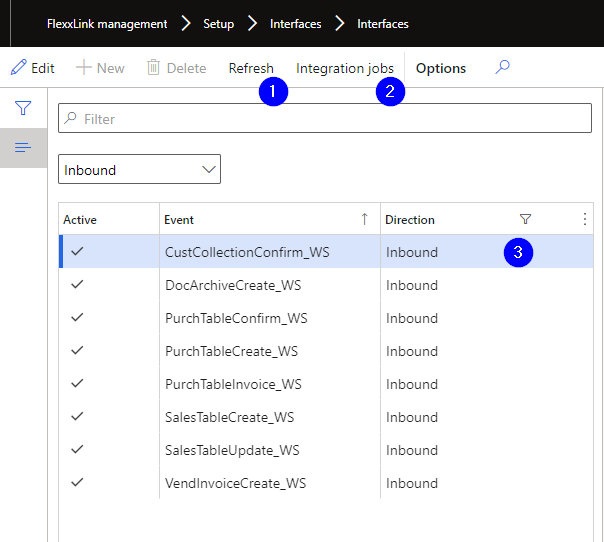 FlexxLink management > Setup > Interfaces > Interfaces
Edit + New Delete Refresh Integration jobs Options
1 2
Filter
Inbound
Active Event Direction
CustCollectionConfirm_WS Inbound 3
DocArchiveCreate_WS Inbound
PurchTableConfirm_WS Inbound
PurchTableCreate_WS Inbound
PurchTableInvoice_WS Inbound
SalesTableCreate_WS Inbound
SalesTableUpdate_WS Inbound
VendInvoiceCreate_WS Inbound